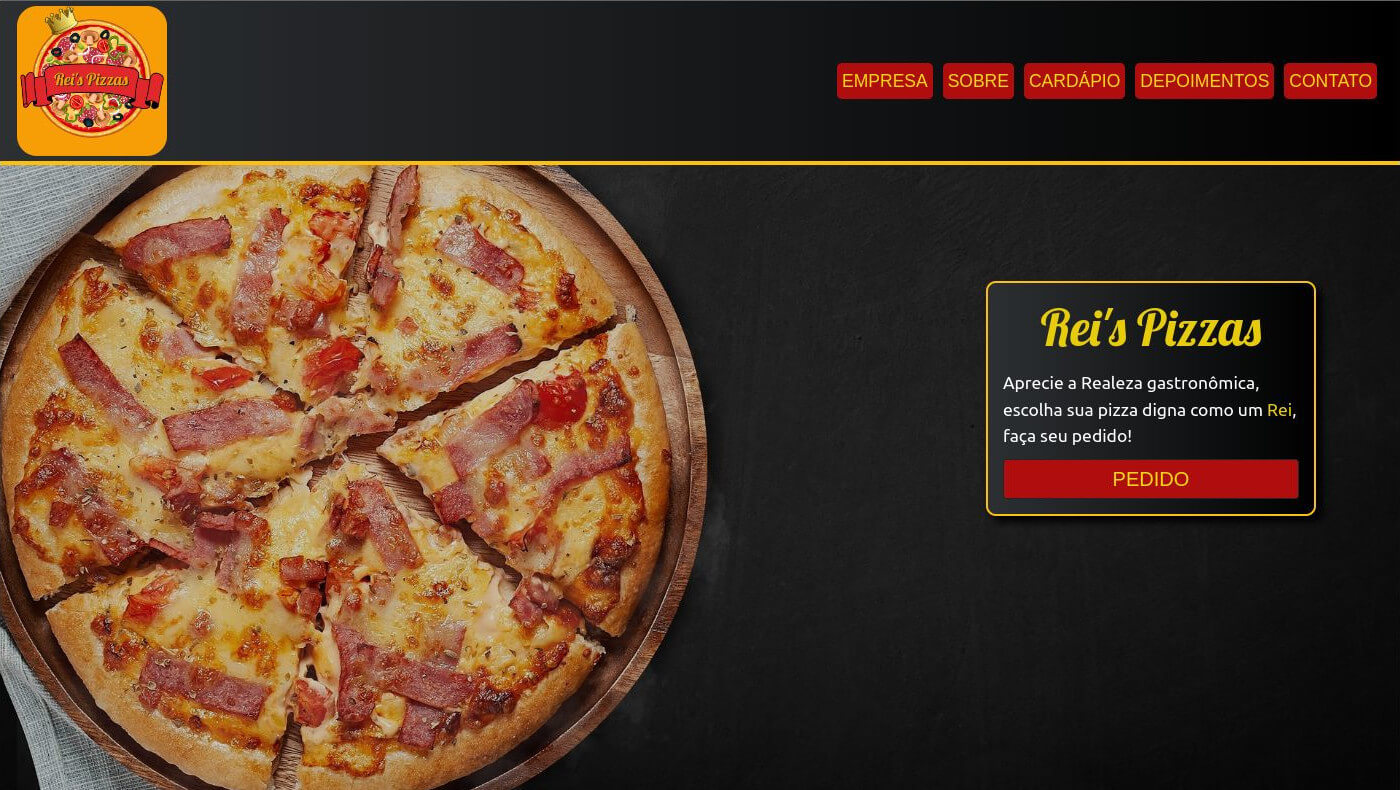 Rei's Pizzas
EMPRESA
SOBRE
CARDÁPIO
DEPOIMENTOS
CONTATO
Rei's Pizzas
Aprecie a Realeza gastronômica,
escolha sua pizza digna como um Rei,
faça seu pedido!
PEDIDO